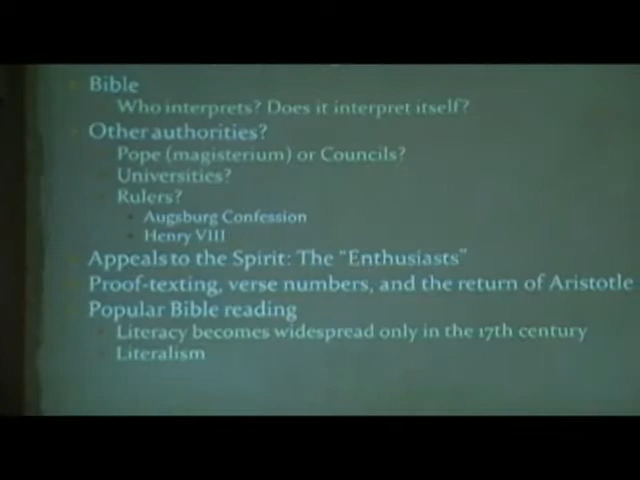 Bible
Who interprets? Does it interpret itself?
Other authorities?
Pope (magisterium) or Councils?
Universities?
Rulers?
Augsburg Confession
Henry VIII
Appeals to the Spirit: The "Enthusiasts"
Proof-texting, verse numbers, and the return of Aristotle
Popular Bible reading
Literacy becomes widespread only in the 17th century
Literalism